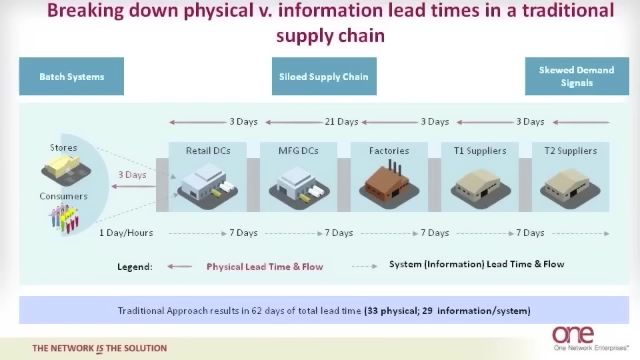 Breaking down physical v. information lead times in a traditional
supply chain
Batch Systems
Siloed Supply Chain
Skewed Demand
Signals
3 Days
21 Days
3 Days
3 Days
Stores
Retail DCs
MFG DCs
Factories
T1 Suppliers
T2 Suppliers
3 Days
Consumers
1 Day/Hours
7 Days
7 Days
7 Days
7 Days
Legend:
Physical Lead Time & Flow
System (Information) Lead Time & Flow
Traditional Approach results in 62 days of total lead time (33 physical; 29 information/system)
THE NETWORK IS THE SOLUTION
one
One Network Enterprises